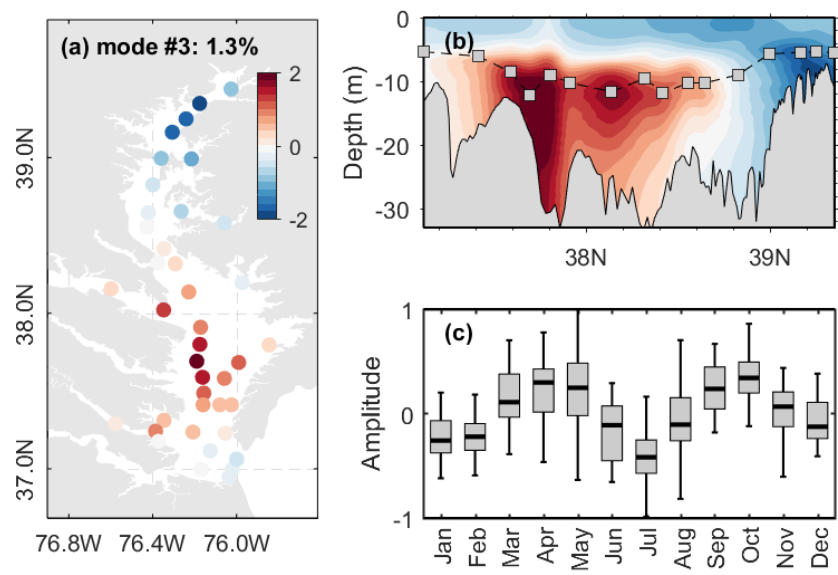 (a) mode #3: 1.3%
2
0
-2
39.0N
38.0N
37.0N
76.8W 76.4W 76.0W
(b)
Depth (m)
0
-10
-20
-30
38N 39N
(c)
Amplitude
1
0
-1
Jan Feb Mar Apr May Jun Jul Aug Sep Oct Nov Dec